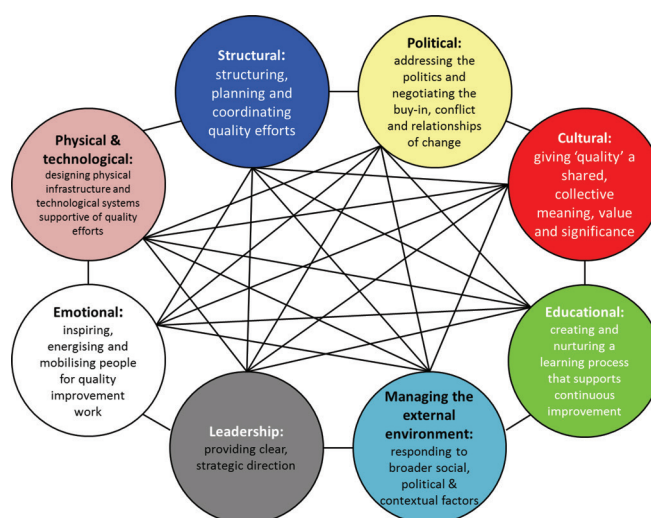 Structural:
structuring,
planning and
coordinating
quality efforts
Political:
addressing the
politics and
negotiating the
buy-in, conflict
and relationships
of change
Cultural:
giving ‘quality’ a
shared,
collective
meaning, value
and significance
Educational:
creating and
nurturing a
learning process
that supports
continuous
improvement
Managing the
external
environment:
responding to
broader social,
political &
contextual factors
Leadership:
providing clear,
strategic direction
Emotional:
inspiring,
energising and
mobilising people
for quality
improvement
work
Physical &
technological:
designing physical
infrastructure and
technological systems
supportive of quality
efforts